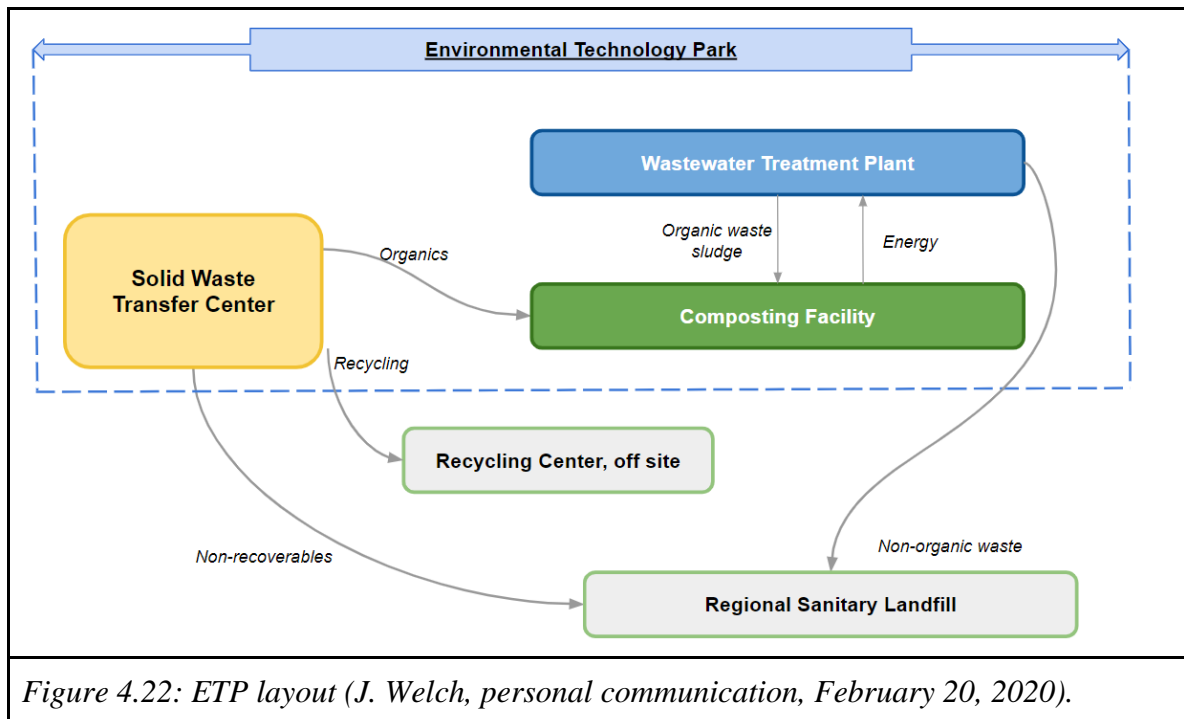 Environmental Technology Park
Wastewater Treatment Plant
Organic waste
sludge
Energy
Solid Waste
Transfer Center
Organics
Composting Facility
Recycling
Recycling Center, off site
Non-recoverables
Non-organic waste
Regional Sanitary Landfill
Figure 4.22: ETP layout (J. Welch, personal communication, February 20, 2020).